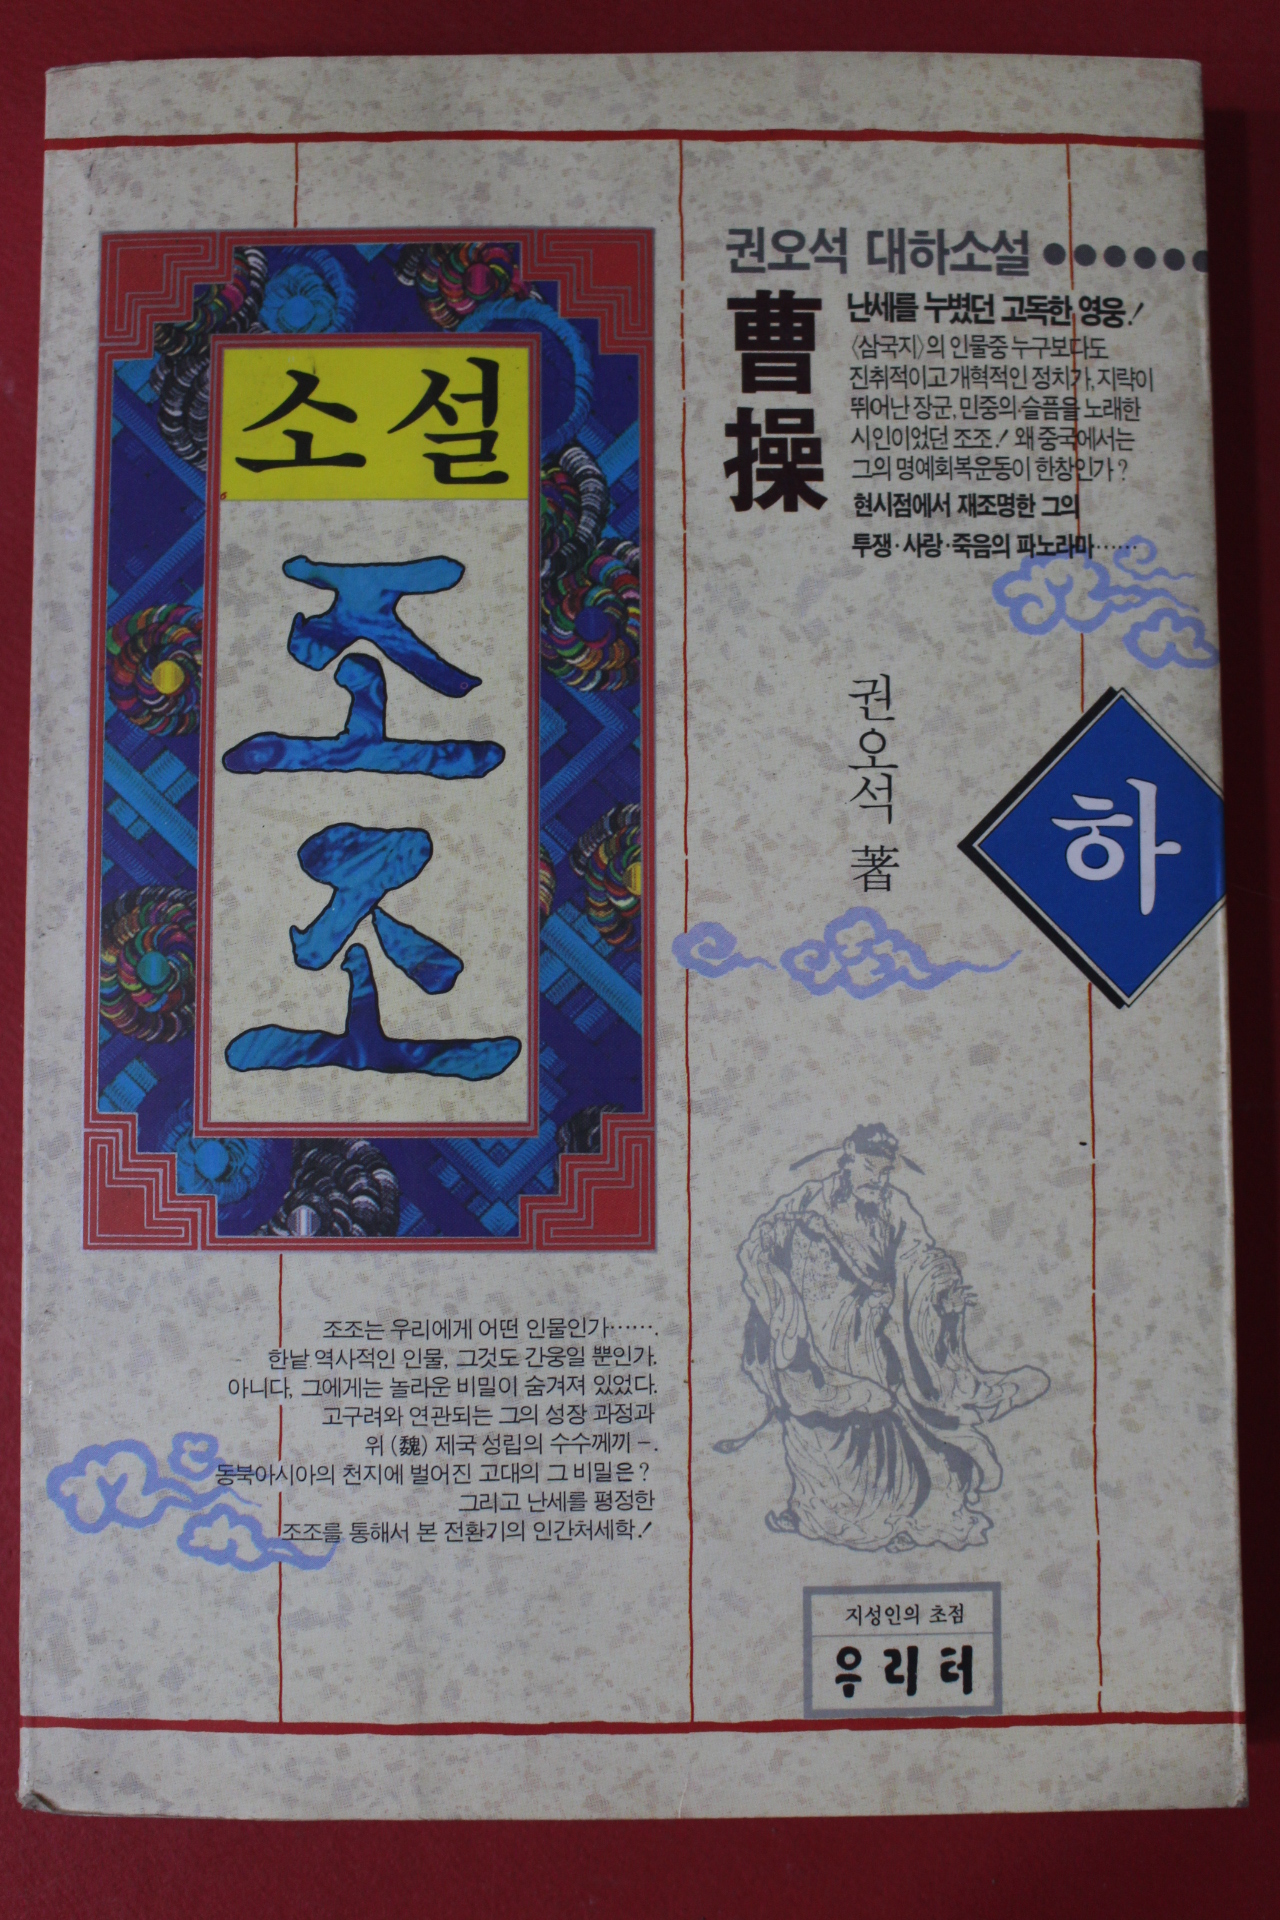 소설
조조
권오석 대하소설 ●●●●●●
曹操
난세를 누볐던 고독한 영웅!
〈삼국지〉의 인물중 누구보다도
진취적이고 개혁적인 정치가, 지략이
뛰어난 장군, 민중의 슬픔을 노래한
시인이었던 조조! 왜 중국에서는
그의 명예회복운동이 한창인가?
현시점에서 재조명한 그의
투쟁·사랑·죽음의 파노라마……
권오석 著
하
조조는 우리에게 어떤 인물인가…….
한낱 역사적인 인물, 그것도 간웅일 뿐인가.
아니다, 그에게는 놀라운 비밀이 숨겨져 있었다.
고구려와 연관되는 그의 성장 과정과
위(魏) 제국 성립의 수수께끼 –.
동북아시아의 천지에 벌어진 고대의 그 비밀은?
그리고 난세를 평정한
조조를 통해서 본 전환기의 인간처세학!
지성인의 초점
우리터